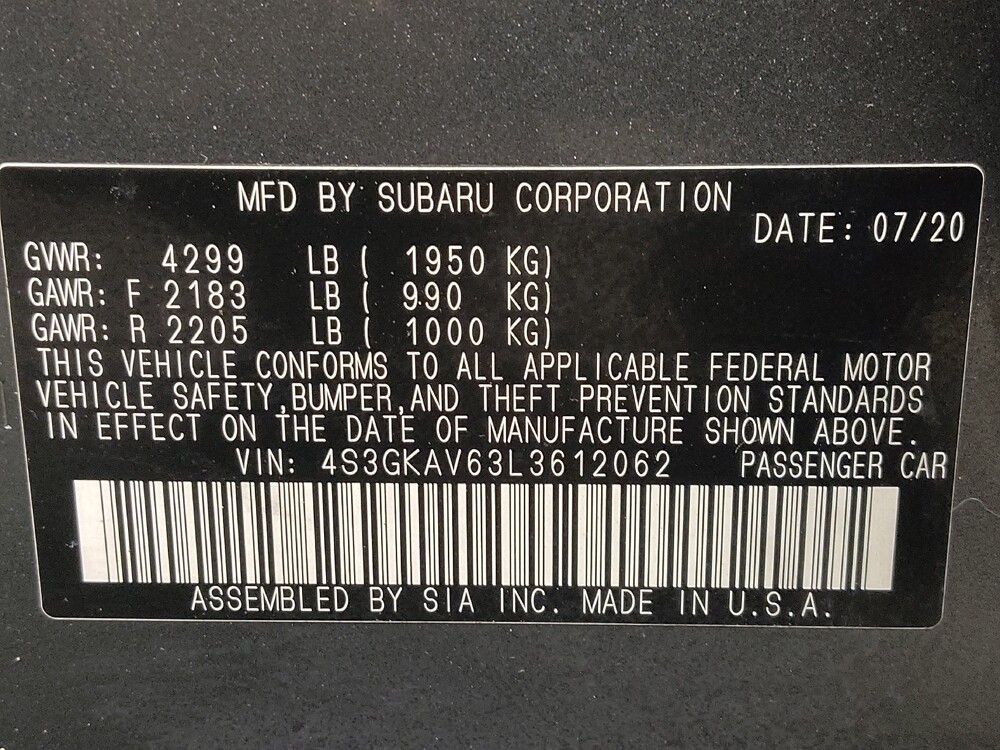 MFD BY SUBARU CORPORATION
DATE: 07/20
GVWR: 4299 LB ( 1950 KG)
GAWR: F 2183 LB ( 990 KG)
GAWR: R 2205 LB ( 1000 KG)
THIS VEHICLE CONFORMS TO ALL APPLICABLE FEDERAL MOTOR
VEHICLE SAFETY,BUMPER,AND THEFT PREVENTION STANDARDS
IN EFFECT ON THE DATE OF MANUFACTURE SHOWN ABOVE.
VIN: 4S3GKAV63L3612062 PASSENGER CAR
ASSEMBLED BY SIA INC. MADE IN U.S.A.